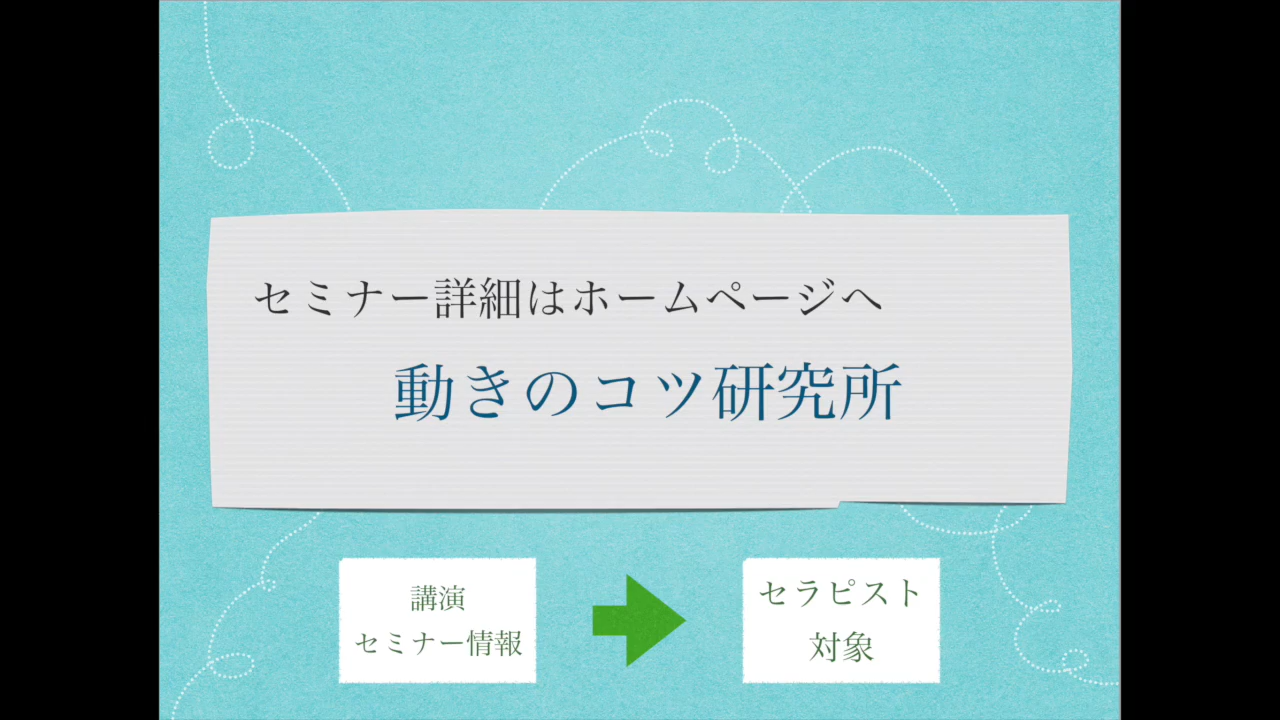 セミナー詳細はホームページへ
動きのコツ研究所
講演
セミナー情報
セラピスト
対象